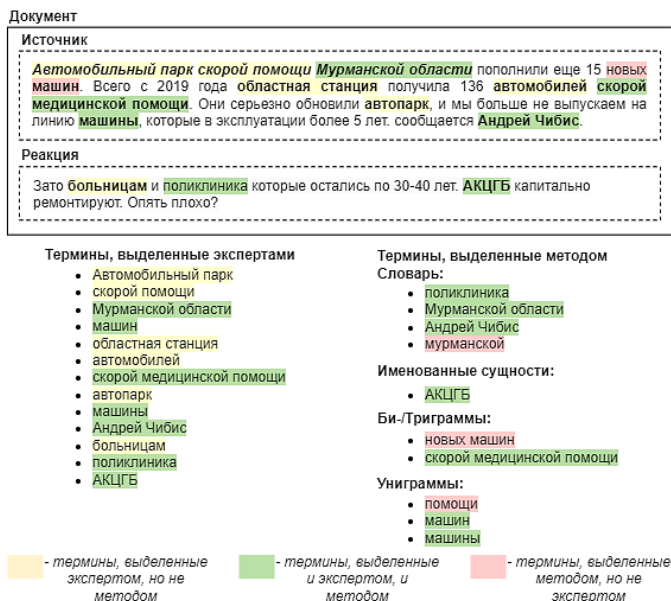 Документ
Источник
Автомобильный парк скорой помощи Мурманской области пополнили еще 15 новых
машин. Всего с 2019 года областная станция получила 136 автомобилей скорой
медицинской помощи. Они серьезно обновили автопарк, и мы больше не выпускаем на
линию машины, которые в эксплуатации более 5 лет. сообщается Андрей Чибис.
Реакция
Зато больницам и поликлиника которые остались по 30-40 лет. АКЦГБ капитально
ремонтируют. Опять плохо?
Термины, выделенные экспертами
Автомобильный парк
скорой помощи
Мурманской области
машин
областная станция
автомобилей
скорой медицинской помощи
автопарк
машины
Андрей Чибис
больницам
поликлиника
АКЦГБ
Термины, выделенные методом
Словарь:
поликлиника
Мурманской области
Андрей Чибис
мурманской
Именованные сущности:
АКЦГБ
Би-/Триграммы:
новых машин
скорой медицинской помощи
Униграммы:
помощи
машин
машины
- термины, выделенные
экспертом, но не
методом
- термины, выделенные
и экспертом, и
методом
- термины, выделенные
методом, но не
экспертом